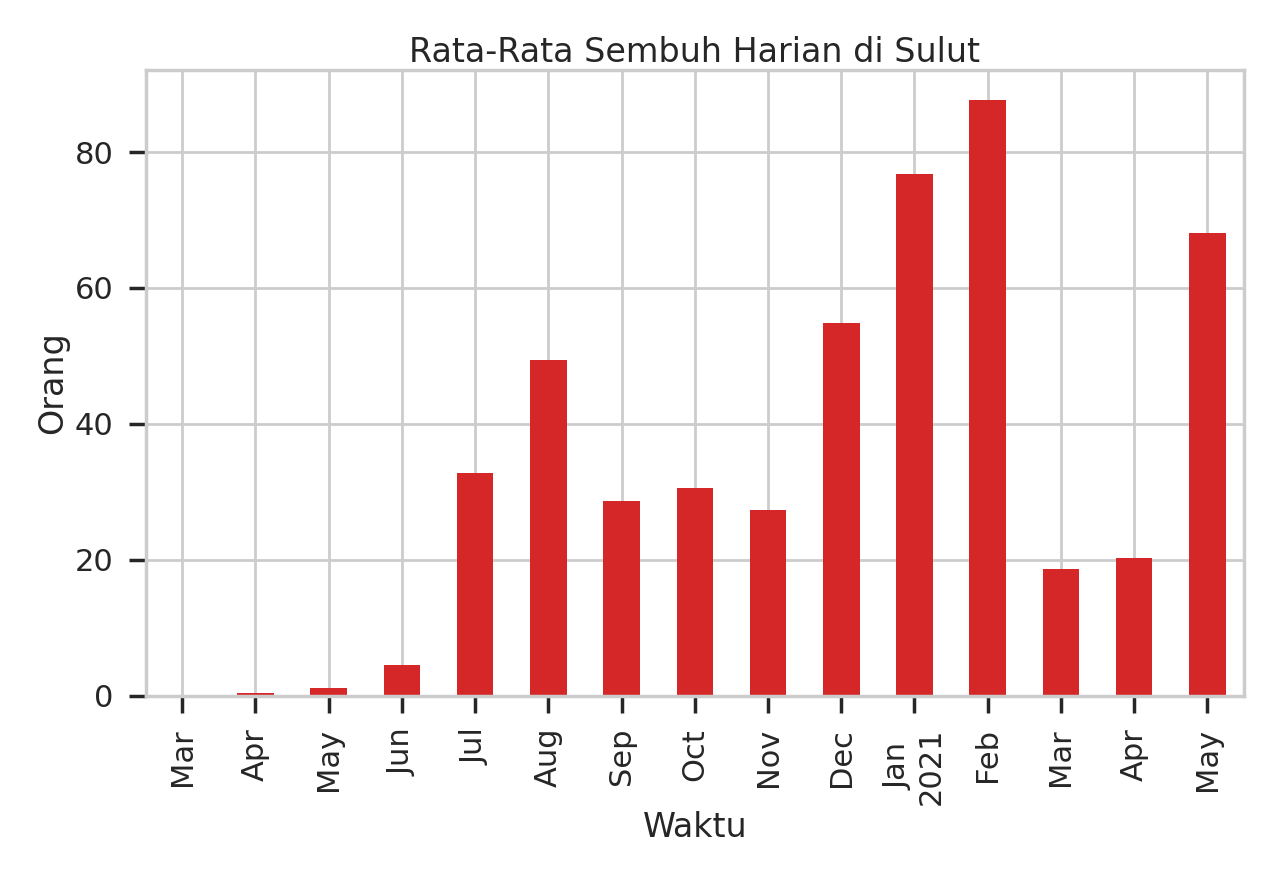 Rata-Rata Sembuh Harian di Sulut
Orang
80
60
40
20
0
Mar
Apr
May
Jun
Jul
Aug
Sep
Oct
Nov
Dec
Jan
2021
Feb
Mar
Apr
May
Waktu